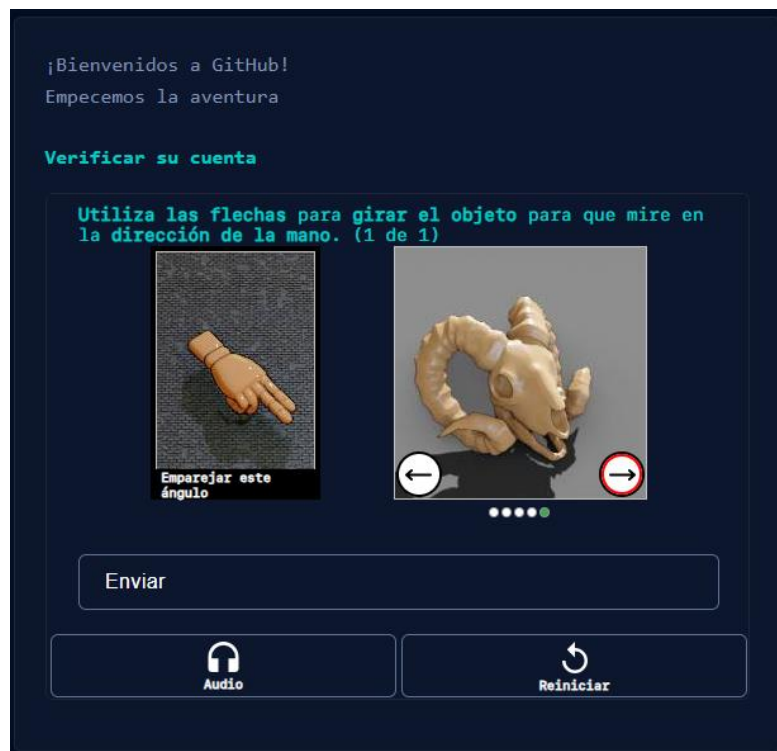 ¡Bienvenidos a GitHub!
Empecemos la aventura
Verificar su cuenta
Utiliza las flechas para girar el objeto para que mire en
la dirección de la mano. (1 de 1)
Emparejar este
ángulo
Enviar
Audio
Reiniciar